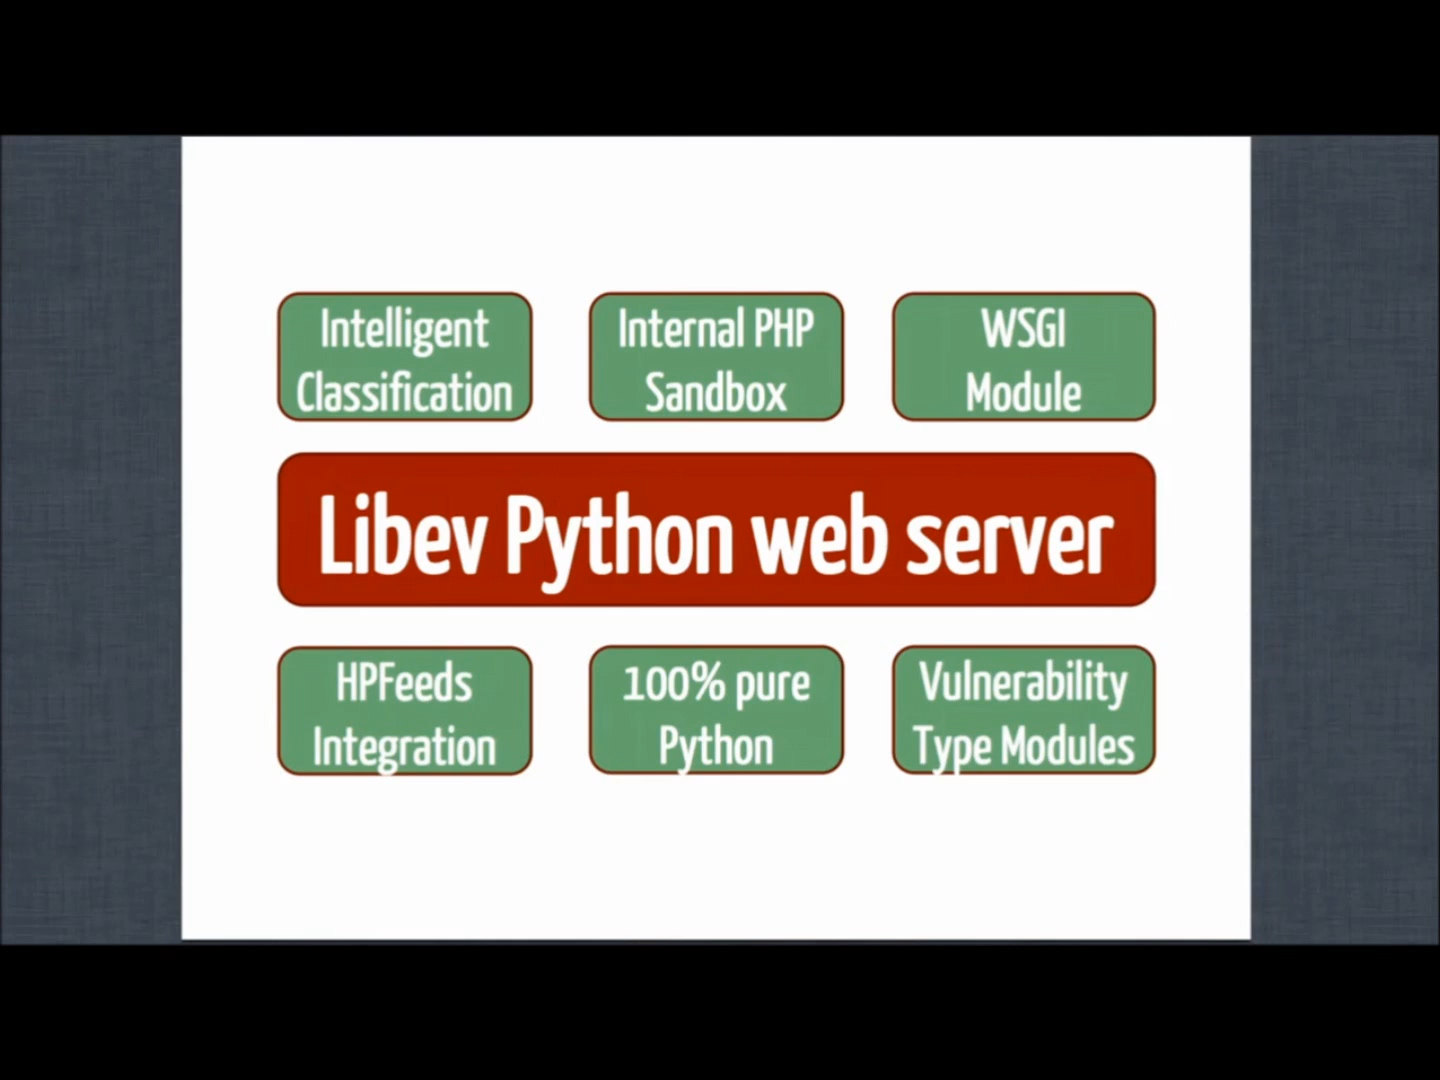 Intelligent
Classification
Internal PHP
Sandbox
WSGI
Module
Libev Python web server
HPFeeds
Integration
100% pure
Python
Vulnerability
Type Modules